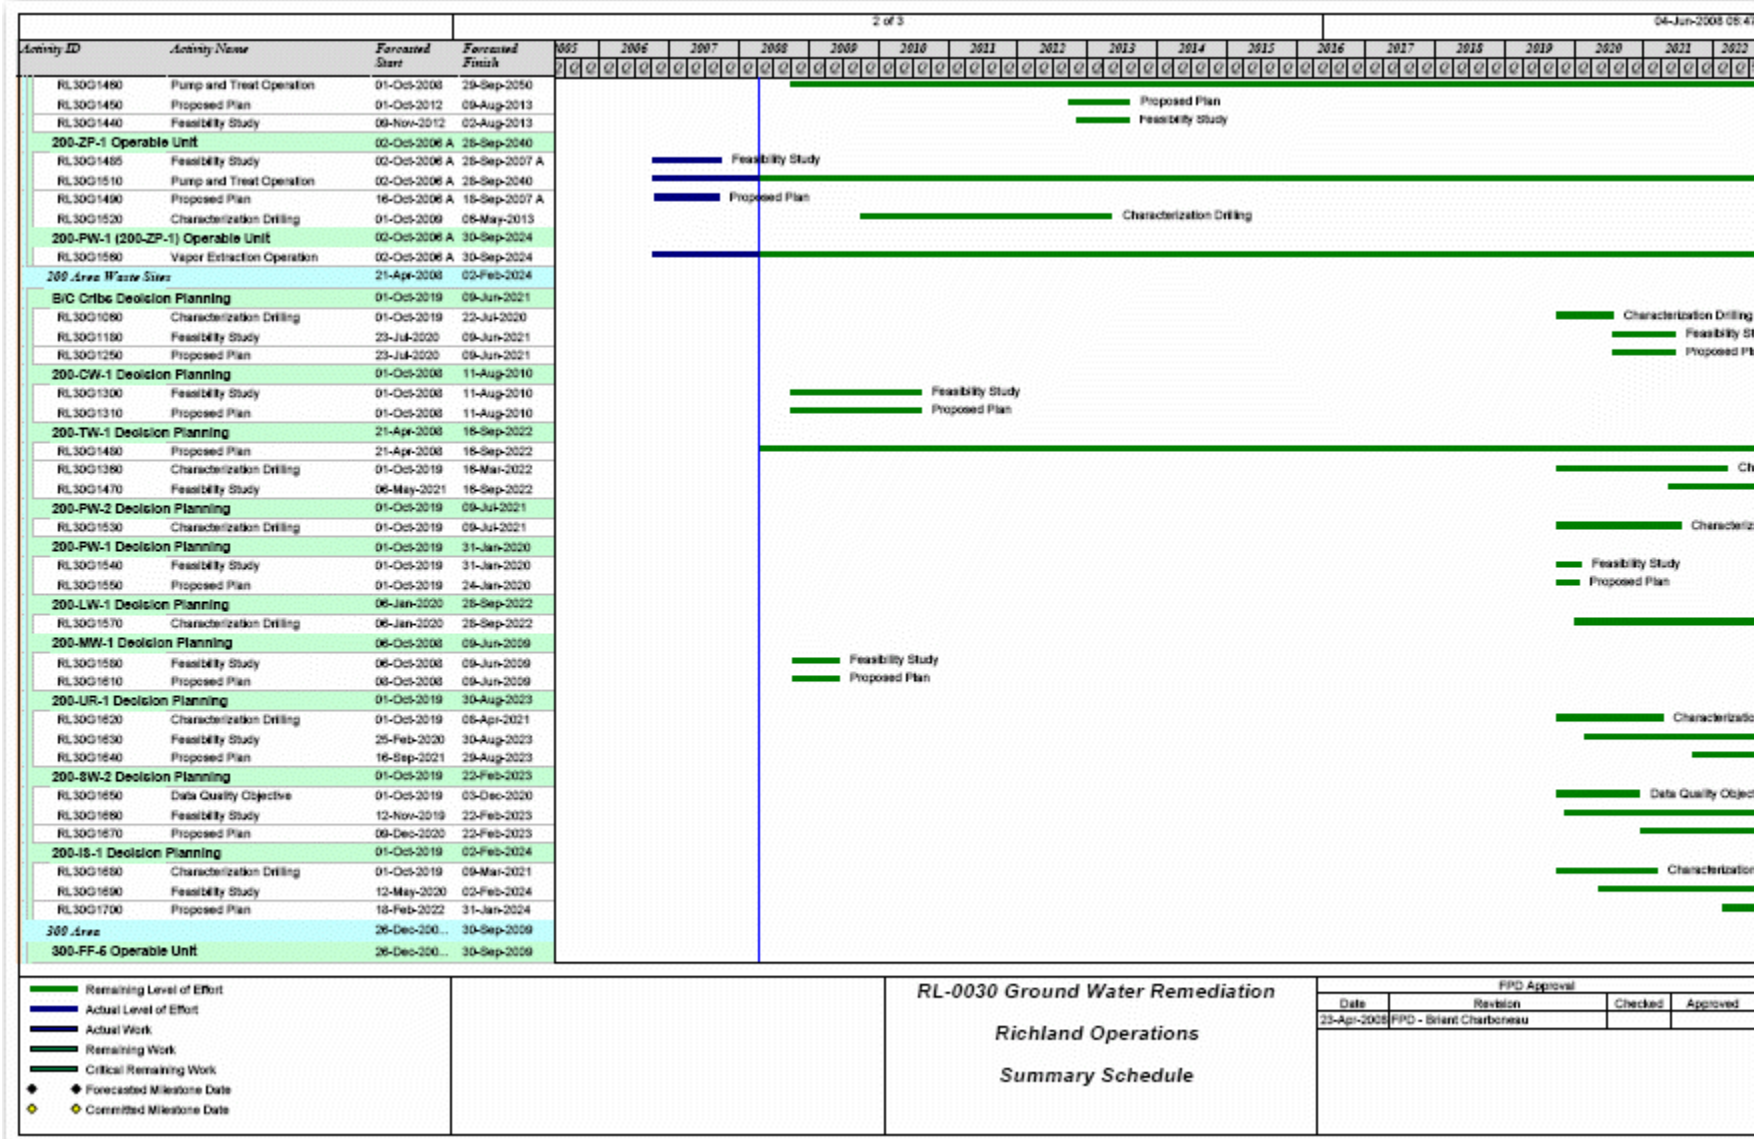 2 of 3 04-Jun-2008 08:47
Activity ID Activity Name Forecasted Start Forecasted Finish 2005 2006 2007 2008 2009 2010 2011 2012 2013 2014 2015 2016 2017 2018 2019 2020 2021 2022
RL30G1460 Pump and Treat Operation 01-Oct-2008 29-Sep-2050
RL30G1450 Proposed Plan 01-Oct-2012 09-Aug-2013 Proposed Plan
RL30G1440 Feasibility Study 09-Nov-2012 02-Aug-2013 Feasibility Study
200-ZP-1 Operable Unit 02-Oct-2006 A 28-Sep-2040
RL30G1485 Feasibility Study 02-Oct-2006 A 28-Sep-2007 A Feasibility Study
RL30G1510 Pump and Treat Operation 02-Oct-2006 A 28-Sep-2040
RL30G1490 Proposed Plan 16-Oct-2006 A 18-Sep-2007 A Proposed Plan
RL30G1520 Characterization Drilling 01-Oct-2009 08-May-2013 Characterization Drilling
200-PW-1 (200-ZP-1) Operable Unit 02-Oct-2006 A 30-Sep-2024
RL30G1560 Vapor Extraction Operation 02-Oct-2006 A 30-Sep-2024
200 Area Waste Sites 21-Apr-2008 02-Feb-2024
B/C Cribs Decision Planning 01-Oct-2019 09-Jun-2021
RL30G1060 Characterization Drilling 01-Oct-2019 22-Jul-2020 Characterization Drilling
RL30G1180 Feasibility Study 23-Jul-2020 09-Jun-2021 Feasibility St
RL30G1250 Proposed Plan 23-Jul-2020 09-Jun-2021 Proposed Pla
200-CW-1 Decision Planning 01-Oct-2008 11-Aug-2010
RL30G1300 Feasibility Study 01-Oct-2008 11-Aug-2010 Feasibility Study
RL30G1310 Proposed Plan 01-Oct-2008 11-Aug-2010 Proposed Plan
200-TW-1 Decision Planning 21-Apr-2008 16-Sep-2022
RL30G1480 Proposed Plan 21-Apr-2008 16-Sep-2022
RL30G1360 Characterization Drilling 01-Oct-2019 16-Mar-2022 Ch
RL30G1470 Feasibility Study 06-May-2021 16-Sep-2022
200-PW-2 Decision Planning 01-Oct-2019 09-Jul-2021
RL30G1530 Characterization Drilling 01-Oct-2019 09-Jul-2021 Characteriz
200-PW-1 Decision Planning 01-Oct-2019 31-Jan-2020
RL30G1540 Feasibility Study 01-Oct-2019 31-Jan-2020 Feasibility Study
RL30G1550 Proposed Plan 01-Oct-2019 24-Jan-2020 Proposed Plan
200-LW-1 Decision Planning 06-Jan-2020 28-Sep-2022
RL30G1570 Characterization Drilling 06-Jan-2020 28-Sep-2022
200-MW-1 Decision Planning 06-Oct-2008 09-Jun-2009
RL30G1580 Feasibility Study 06-Oct-2008 09-Jun-2009 Feasibility Study
RL30G1610 Proposed Plan 08-Oct-2008 09-Jun-2009 Proposed Plan
200-UR-1 Decision Planning 01-Oct-2019 30-Aug-2023
RL30G1620 Characterization Drilling 01-Oct-2019 08-Apr-2021 Characterizatio
RL30G1630 Feasibility Study 25-Feb-2020 30-Aug-2023
RL30G1640 Proposed Plan 16-Sep-2021 29-Aug-2023
200-SW-2 Decision Planning 01-Oct-2019 22-Feb-2023
RL30G1650 Data Quality Objective 01-Oct-2019 03-Dec-2020 Data Quality Object
RL30G1660 Feasibility Study 12-Nov-2019 22-Feb-2023
RL30G1670 Proposed Plan 09-Dec-2020 22-Feb-2023
200-IS-1 Decision Planning 01-Oct-2019 02-Feb-2024
RL30G1680 Characterization Drilling 01-Oct-2019 09-Mar-2021 Characterization
RL30G1690 Feasibility Study 12-May-2020 02-Feb-2024
RL30G1700 Proposed Plan 18-Feb-2022 31-Jan-2024
300 Area 26-Dec-200... 30-Sep-2009
300-FF-5 Operable Unit 26-Dec-200... 30-Sep-2009
Remaining Level of Effort
Actual Level of Effort
Actual Work
Remaining Work
Critical Remaining Work
Forecasted Milestone Date
Committed Milestone Date
RL-0030 Ground Water Remediation
Richland Operations
Summary Schedule
FPD Approval
Date Revision Checked Approved
23-Apr-2008 FPD - Briant Charboneau